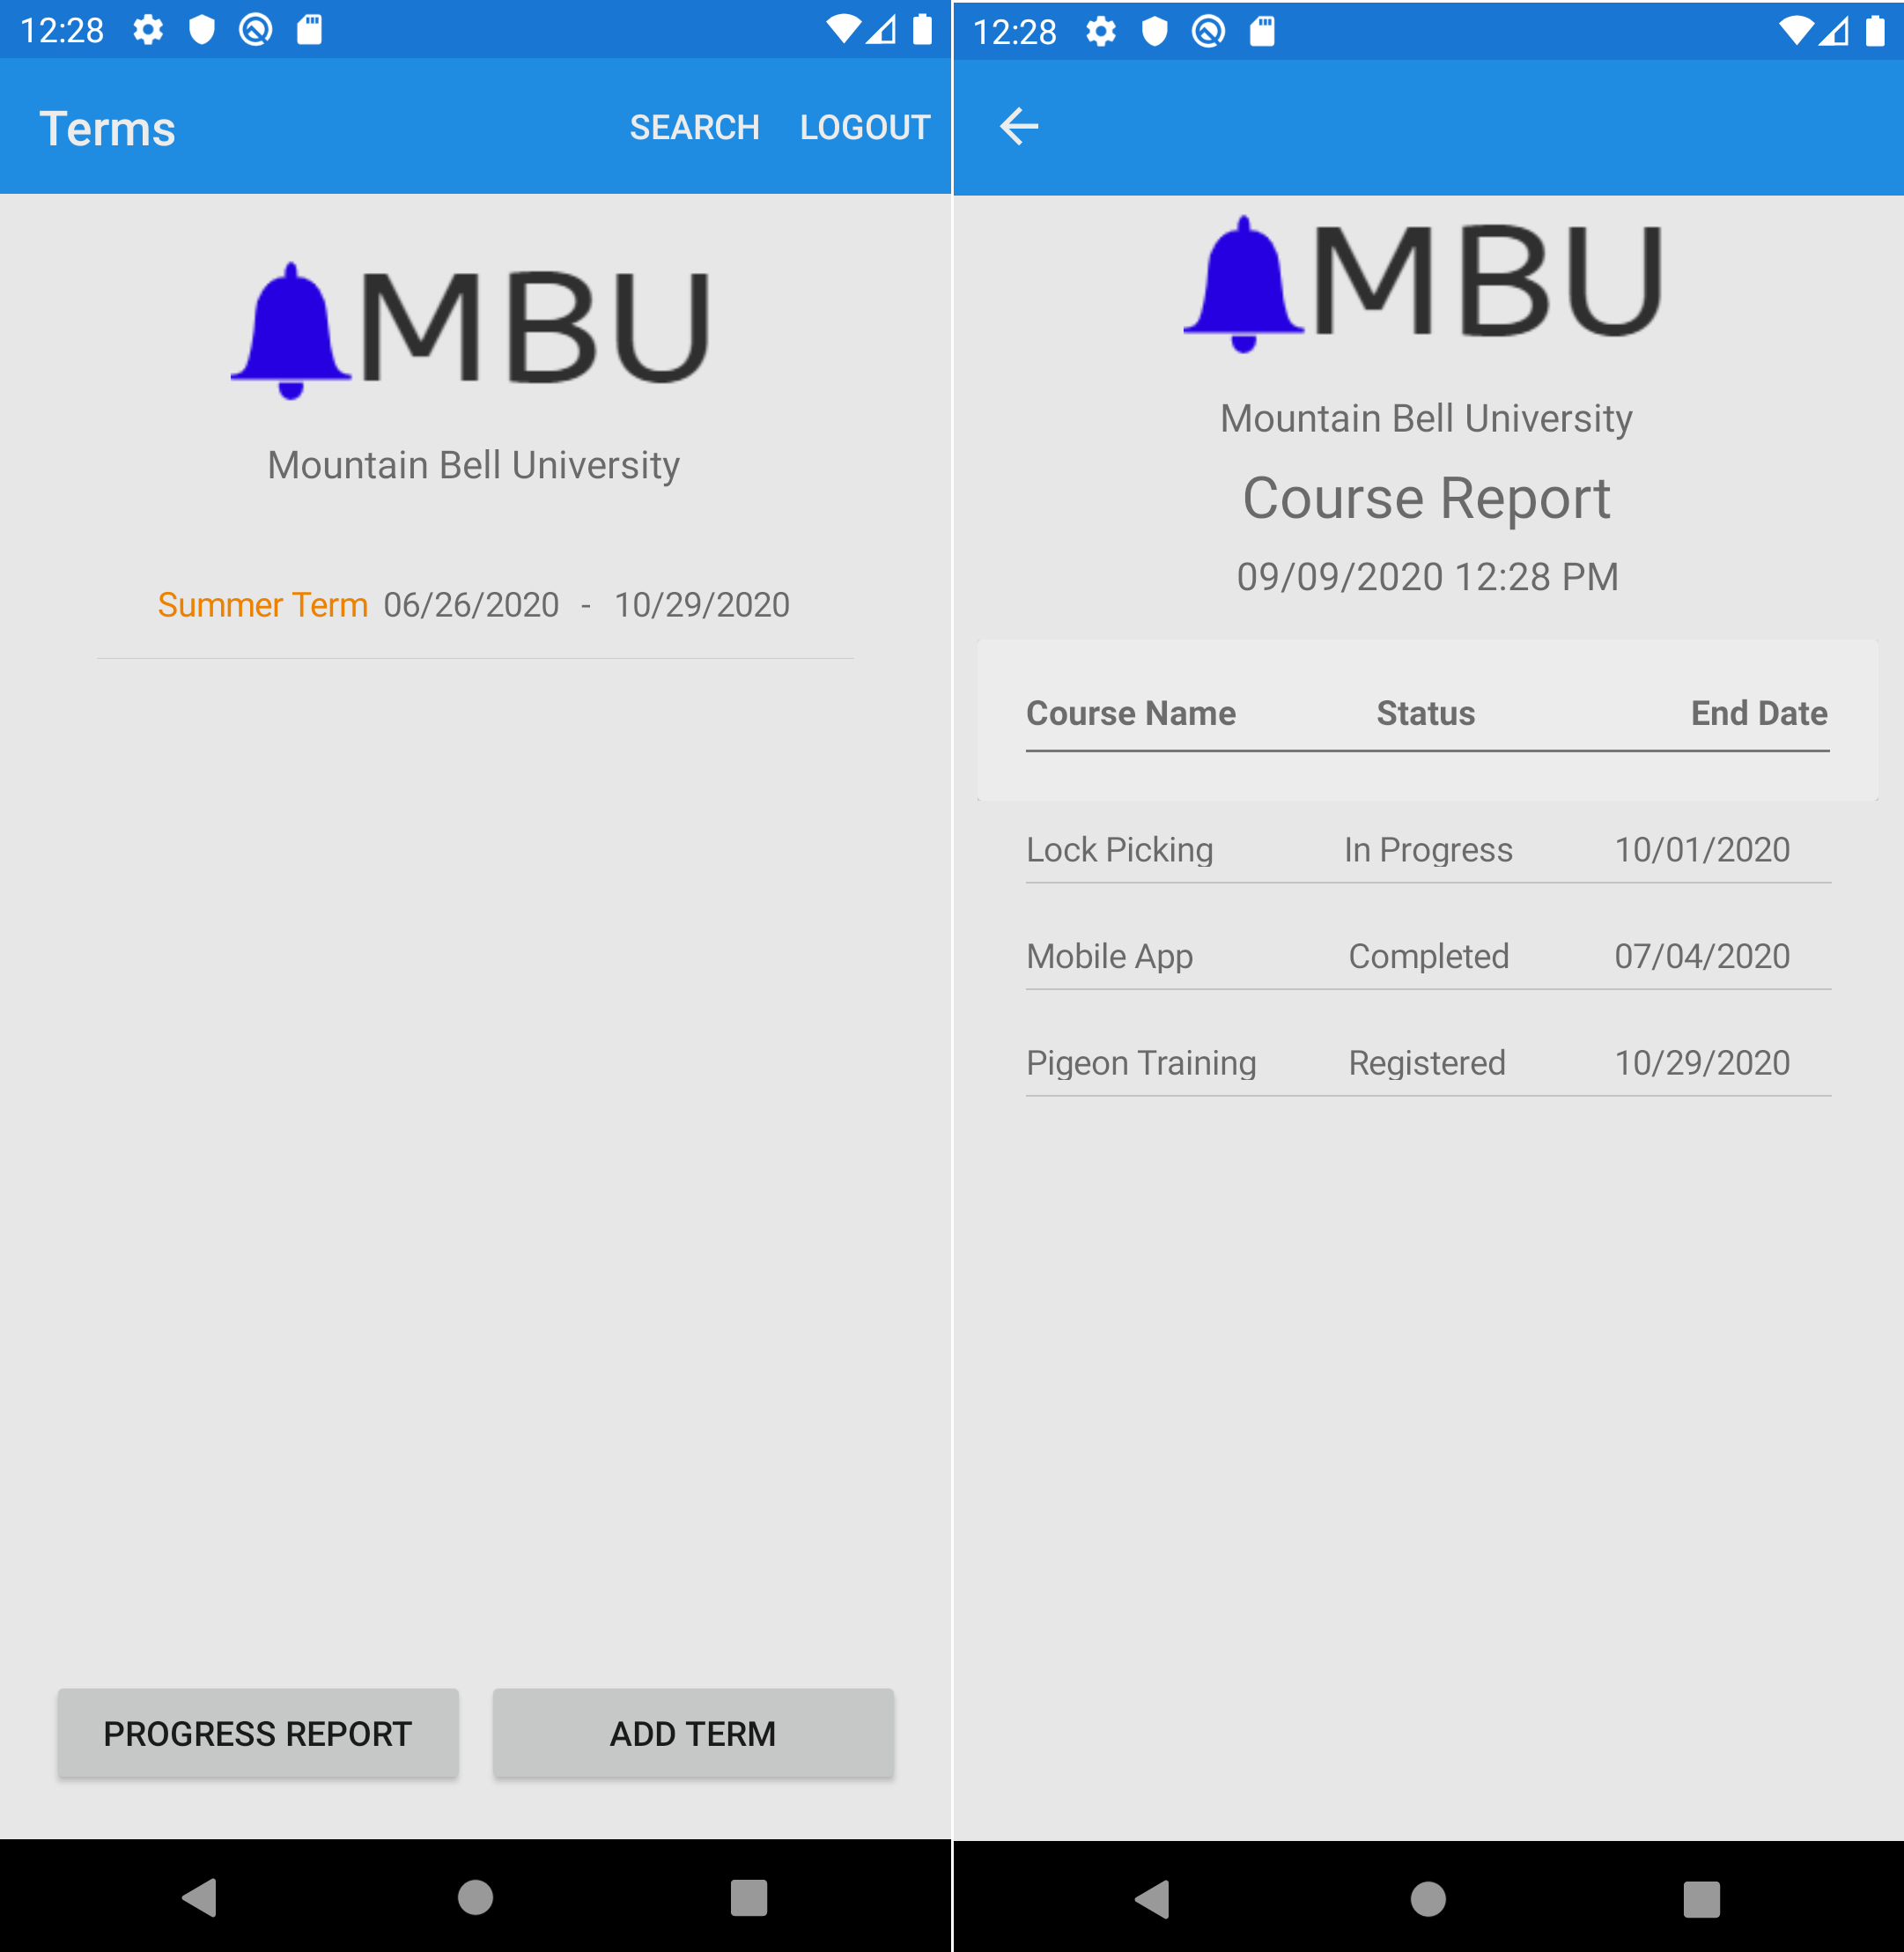 12:28
Terms SEARCH LOGOUT
MBU
Mountain Bell University
Summer Term 06/26/2020 - 10/29/2020
PROGRESS REPORT ADD TERM
12:28
MBU
Mountain Bell University
Course Report
09/09/2020 12:28 PM
Course Name Status End Date
Lock Picking In Progress 10/01/2020
Mobile App Completed 07/04/2020
Pigeon Training Registered 10/29/2020